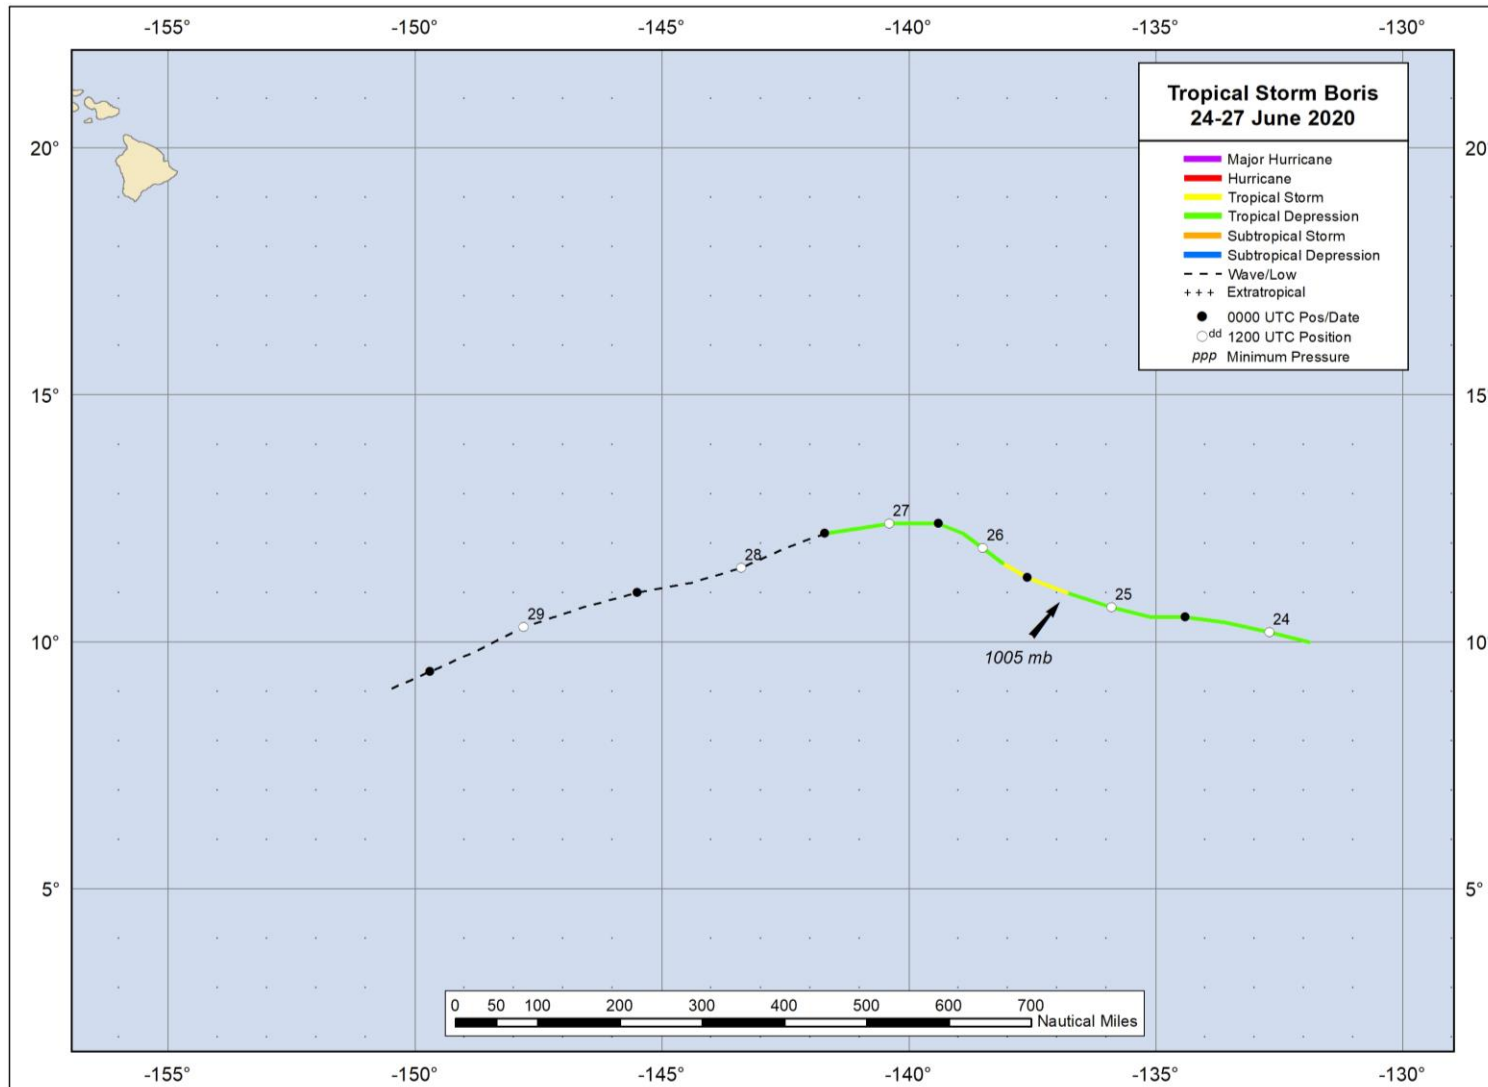 -155° -150° -145° -140° -135° -130°
Tropical Storm Boris
24-27 June 2020
Major Hurricane
Hurricane
Tropical Storm
Tropical Depression
Subtropical Storm
Subtropical Depression
Wave/Low
+++ Extratropical
0000 UTC Pos/Date
dd 1200 UTC Position
ppp Minimum Pressure
20° 20°
15° 15°
27
26
28
25
29
24
10° 10°
1005 mb
5° 5°
0 50 100 200 300 400 500 600 700
Nautical Miles
-155° -150° -145° -140° -135° -130°